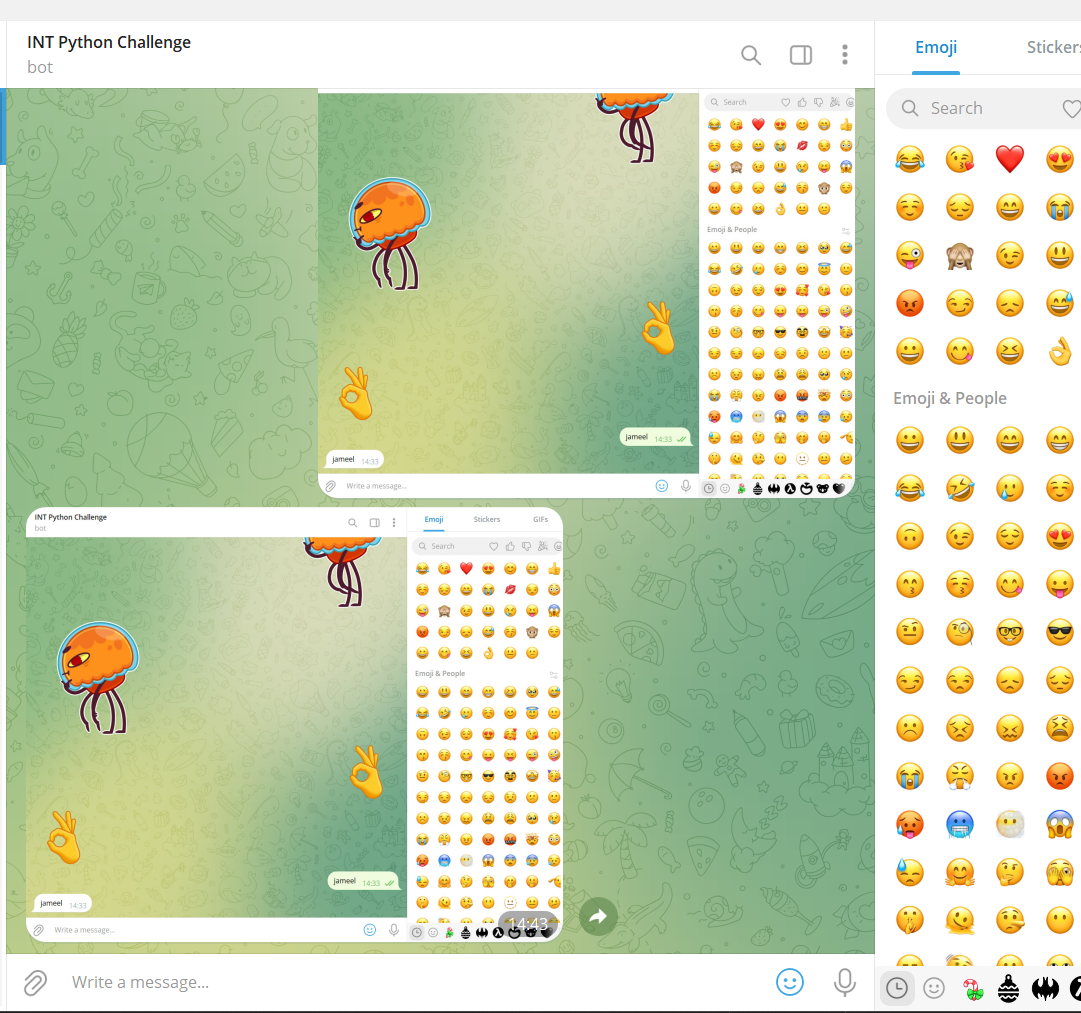 INT Python Challenge
bot
Emoji
Stickers
Search
Search
Emoji & People
jameel 14:33
jameel 14:33
Write a message...
Emoji & People
INT Python Challenge
bot
Emoji
Stickers
GIFs
Search
Emoji & People
jameel 14:33
jameel 14:33
Write a message...
14:43
Write a message...